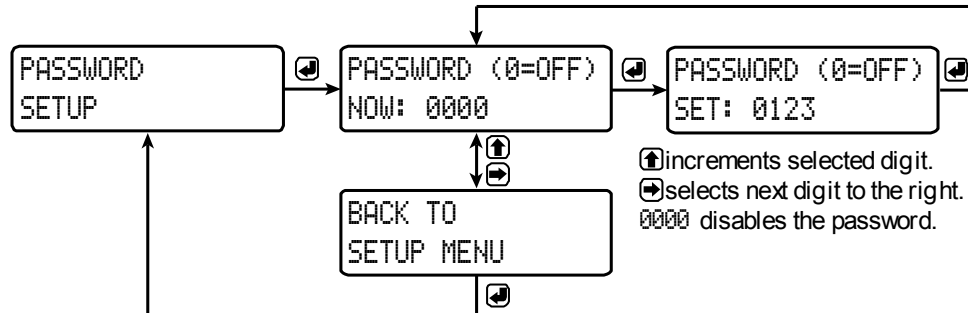 PASSWORD
SETUP
PASSWORD (0=OFF)
NOW: 0000
PASSWORD (0=OFF)
SET: 0123
increments selected digit.
selects next digit to the right.
0000 disables the password.
BACK TO
SETUP MENU